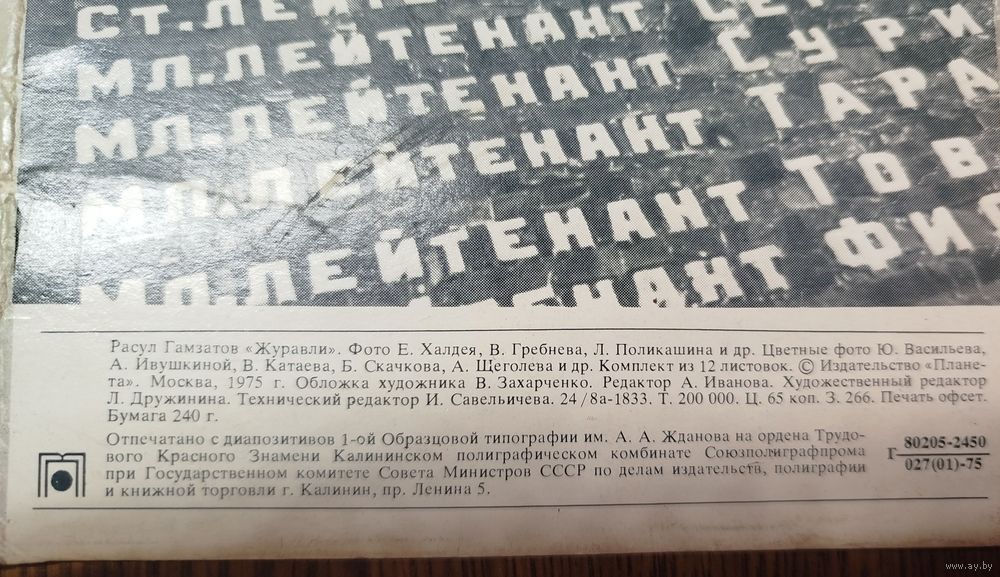 СТ. ЛЕЙТЕНАНТ
МЛ. ЛЕЙТЕНАНТ СУРИ
МЛ. ЛЕЙТЕНАНТ ТАРА
МЛ. ЛЕЙТЕНАНТ ТОВ
МЛ. ЛЕЙТЕНАНТ ФИЛ
Расул Гамзатов «Журавли». Фото Е. Халдея, В. Гребнева, Л. Поликашина и др. Цветные фото Ю. Васильева,
А. Ивушкиной, В. Катаева, Б. Скачкова, А. Щеголева и др. Комплект из 12 листовок. © Издательство «Плане-
та». Москва, 1975 г. Обложка художника В. Захарченко. Редактор А. Иванова. Художественный редактор
Л. Дружинина. Технический редактор И. Савельичева. 24/8а-1833. Т. 200 000. Ц. 65 коп. З. 266. Печать офсет.
Бумага 240 г.
Отпечатано с диапозитивов 1-ой Образцовой типографии им. А. А. Жданова на ордена Трудо-
вого Красного Знамени Калининском полиграфическом комбинате Союзполиграфпрома
при Государственном комитете Совета Министров СССР по делам издательств, полиграфии
и книжной торговли г. Калинин, пр. Ленина 5.
Г 80205-2450
027(01)-75
www.ay.by